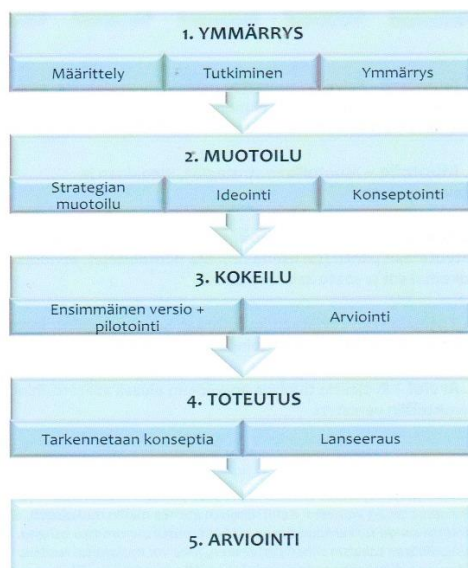 1. YMMÄRRYS
Määrittely Tutkiminen Ymmärrys
2. MUOTOILU
Strategian
muotoilu
Ideointi Konseptointi
3. KOKEILU
Ensimmäinen versio +
pilotointi
Arviointi
4. TOTEUTUS
Tarkennetaan konseptia Lanseeraus
5. ARVIOINTI